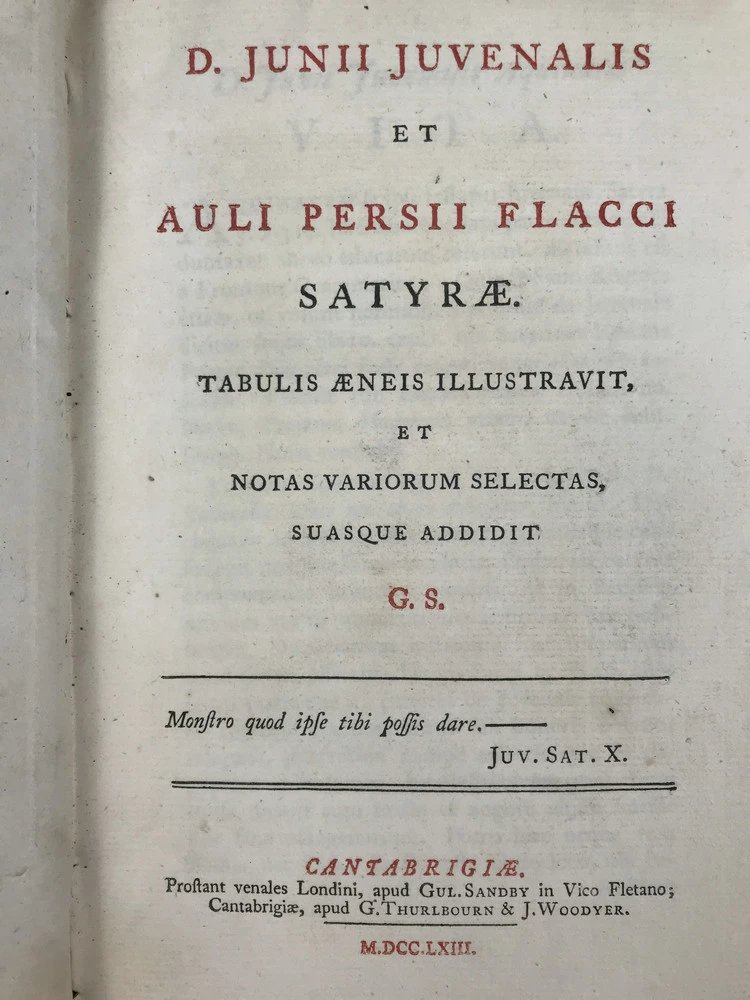 D. JUNII JUVENALIS
ET
AULI PERSII FLACCI
SATYRÆ.
TABULIS ÆNEIS ILLUSTRAVIT,
ET
NOTAS VARIORUM SELECTAS,
SUASQUE ADDIDIT
G. S.
Monſtro quod ipſe tibi poſſis dare.——
JUV. SAT. X.
CANTABRIGIÆ.
Proſtant venales Londini, apud GUL. SANDBY in Vico Fletano;
Cantabrigiæ, apud G. THURLBOURN & J. WOODYER.
M.DCC.LXIII.